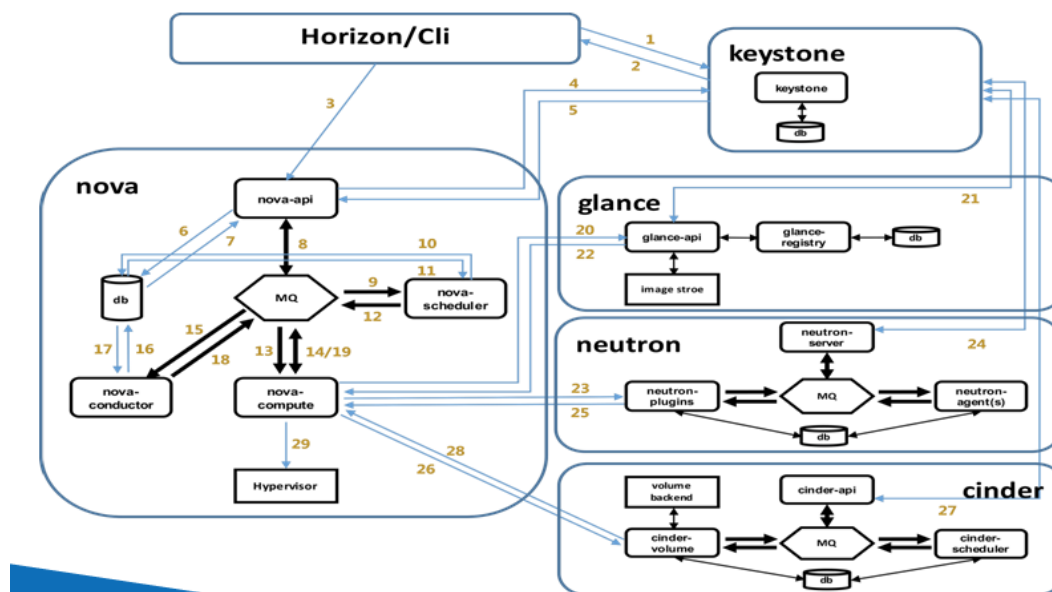 Horizon/Cli
1
2
3
4
5
keystone
keystone
db
nova
nova-api
6
7
8
10
11
9
12
db
MQ
nova-
scheduler
15
17
16
18
13
14/19
nova-
conductor
nova-
compute
29
Hypervisor
20
22
23
25
28
26
glance
21
glance-api
glance-
registry
db
image stroe
neutron
neutron-
server
24
neutron-
plugins
MQ
neutron-
agent(s)
db
cinder
volume
backend
cinder-api
27
cinder-
volume
MQ
cinder-
scheduler
db